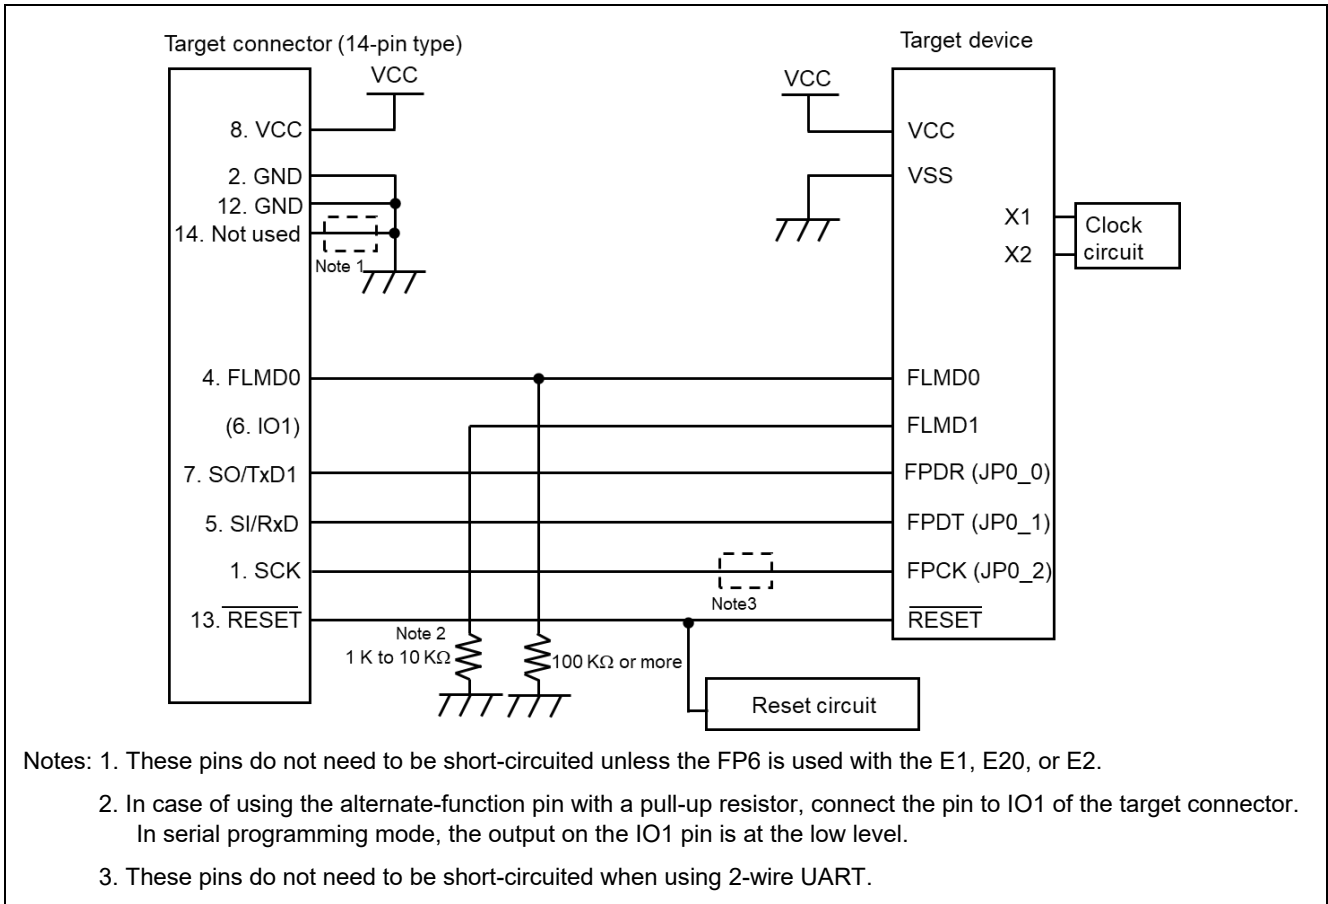 Target connector (14-pin type)
Target device
VCC
VCC
8. VCC
VCC
2. GND
VSS
12. GND
14. Not used
Note 1
X1
X2
Clock
circuit
4. FLMD0
FLMD0
(6. IO1)
FLMD1
7. SO/TxD1
FPDR (JP0_0)
5. SI/RxD
FPDT (JP0_1)
1. SCK
FPCK (JP0_2)
Note3
13. RESET
RESET
Note 2
1 K to 10 KΩ
100 KΩ or more
Reset circuit
Notes: 1. These pins do not need to be short-circuited unless the FP6 is used with the E1, E20, or E2.
2. In case of using the alternate-function pin with a pull-up resistor, connect the pin to IO1 of the target connector.
In serial programming mode, the output on the IO1 pin is at the low level.
3. These pins do not need to be short-circuited when using 2-wire UART.